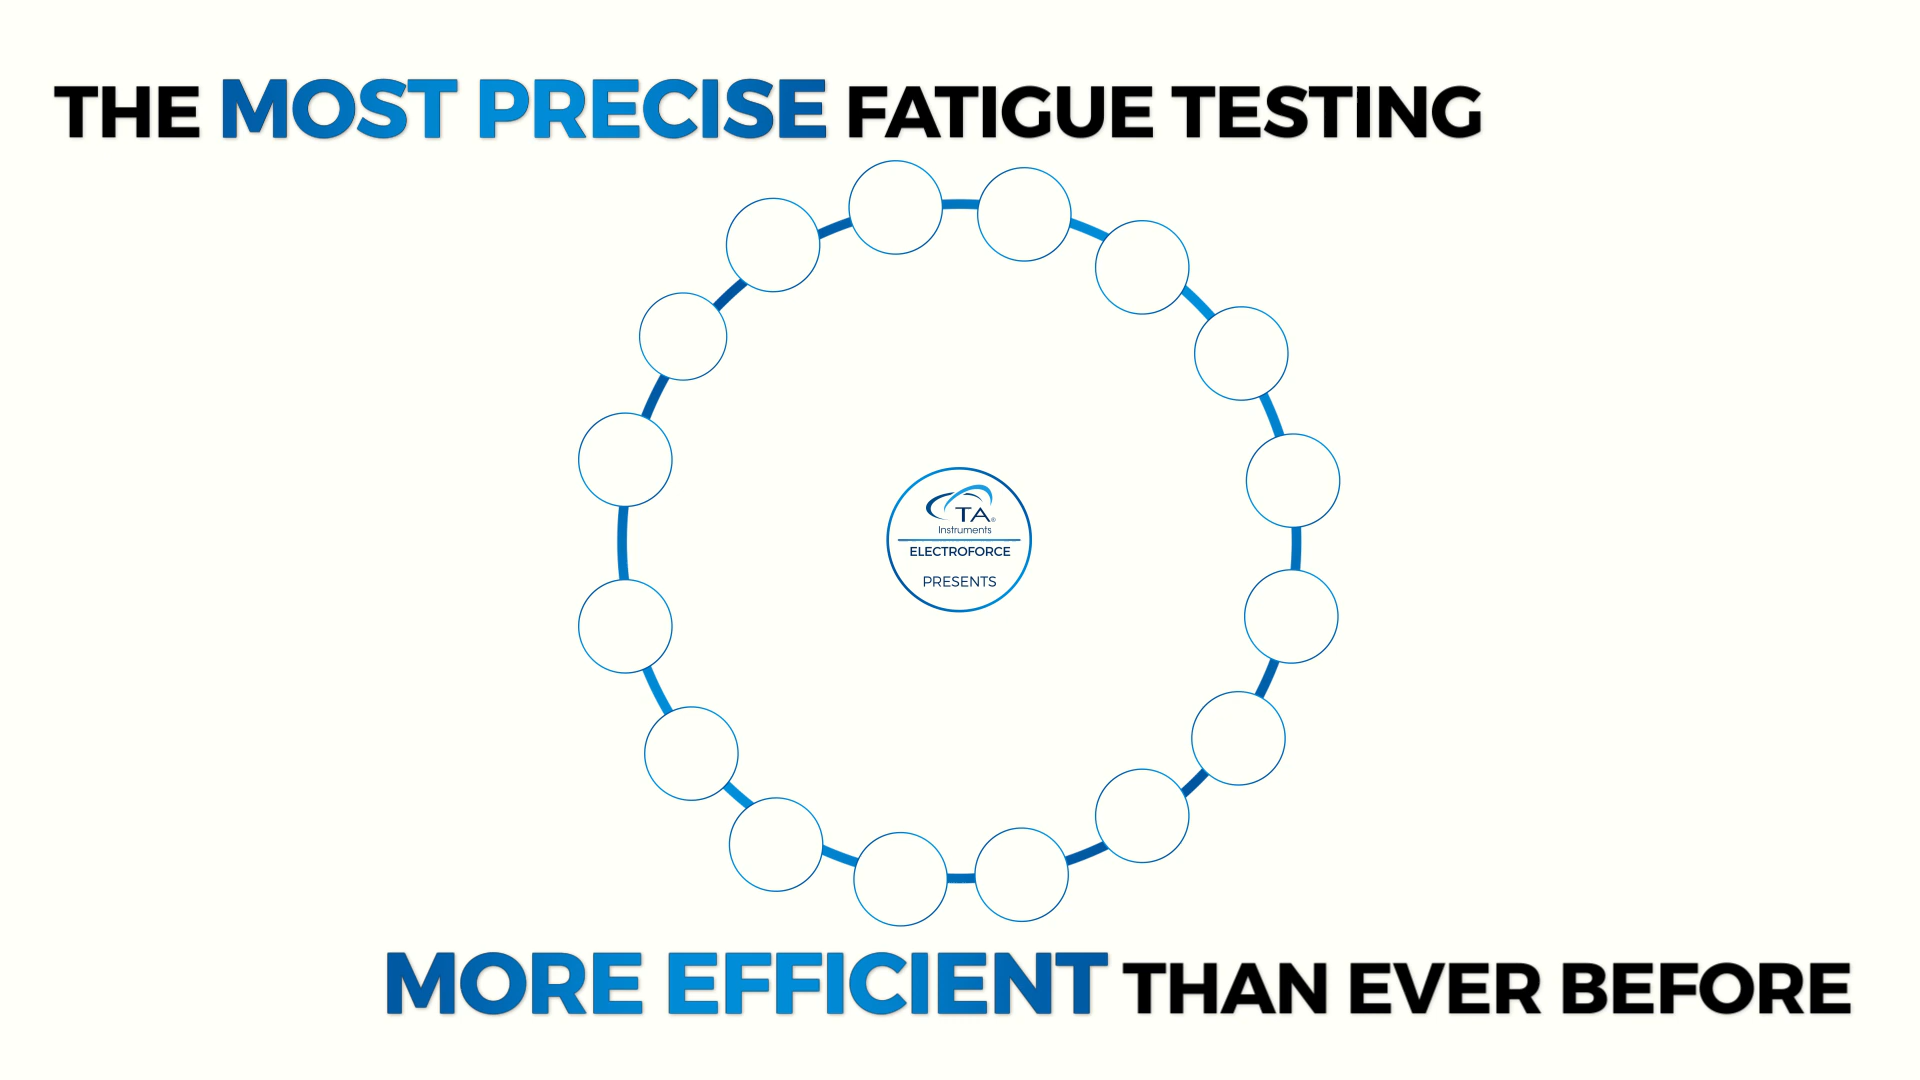 THE MOST PRECISE FATIGUE TESTING
TA®
Instruments
ELECTROFORCE
PRESENTS
MORE EFFICIENT THAN EVER BEFORE